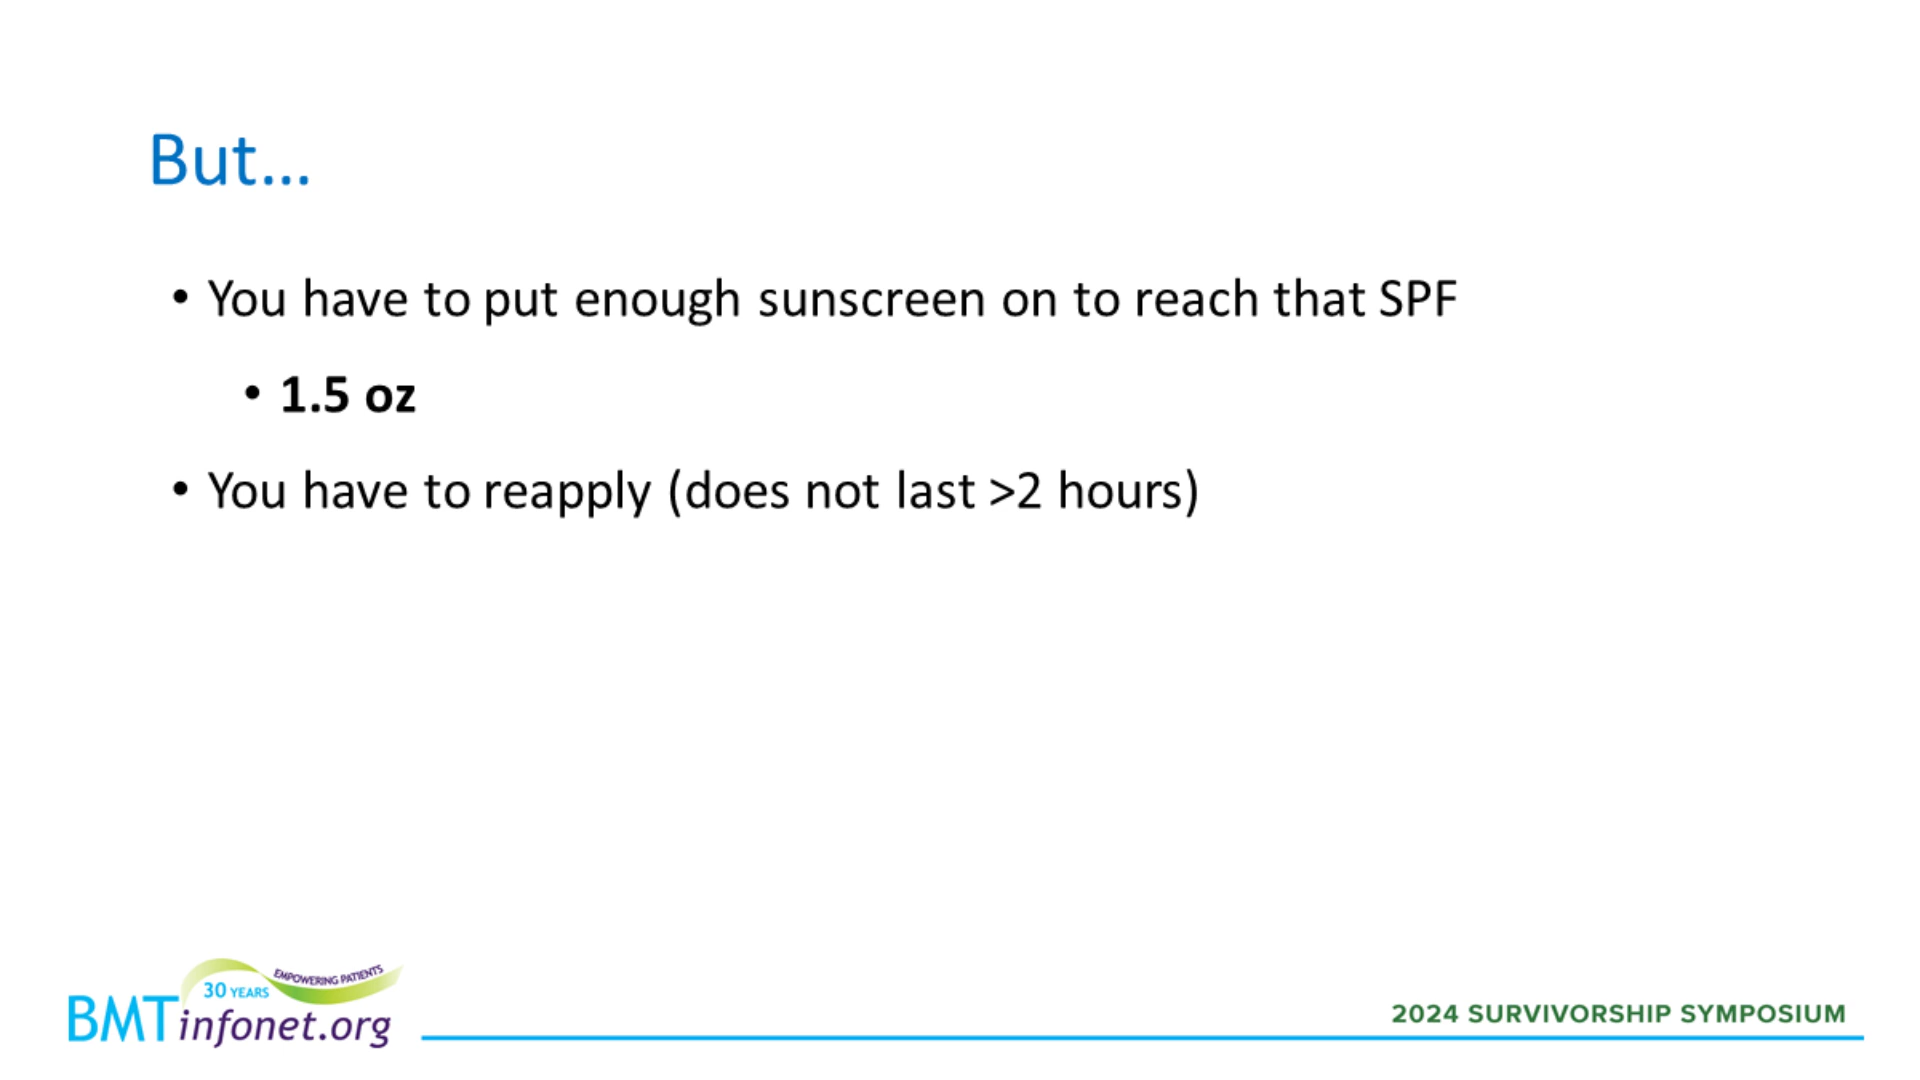 But...
• You have to put enough sunscreen on to reach that SPF
• 1.5 oz
• You have to reapply (does not last >2 hours)
EMPOWERING PATIENTS
30 YEARS
BMTinfonet.org
2024 SURVIVORSHIP SYMPOSIUM